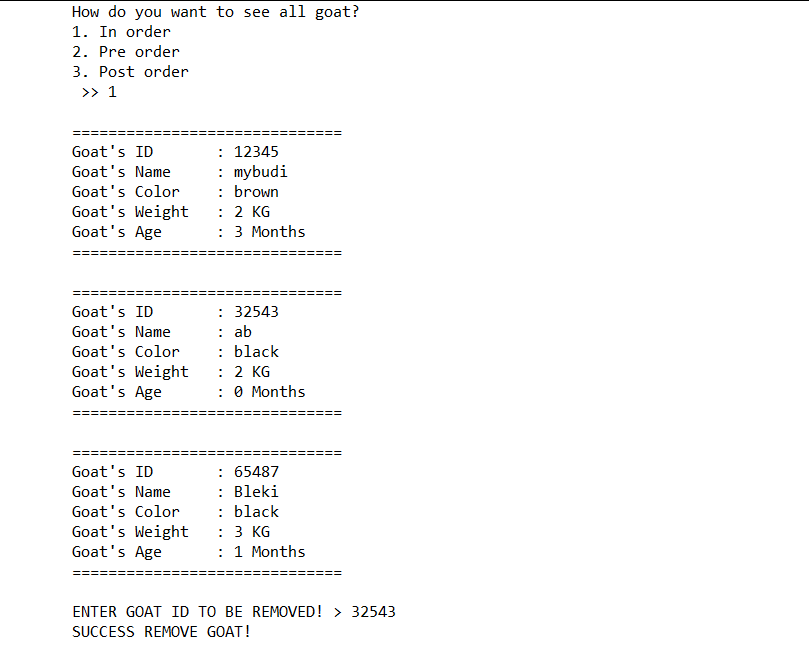 How do you want to see all goat?
1. In order
2. Pre order
3. Post order
 >> 1

==============================
Goat's ID       : 12345
Goat's Name     : mybudi
Goat's Color    : brown
Goat's Weight   : 2 KG
Goat's Age      : 3 Months
==============================

==============================
Goat's ID       : 32543
Goat's Name     : ab
Goat's Color    : black
Goat's Weight   : 2 KG
Goat's Age      : 0 Months
==============================

==============================
Goat's ID       : 65487
Goat's Name     : Bleki
Goat's Color    : black
Goat's Weight   : 3 KG
Goat's Age      : 1 Months
==============================

ENTER GOAT ID TO BE REMOVED! > 32543
SUCCESS REMOVE GOAT!